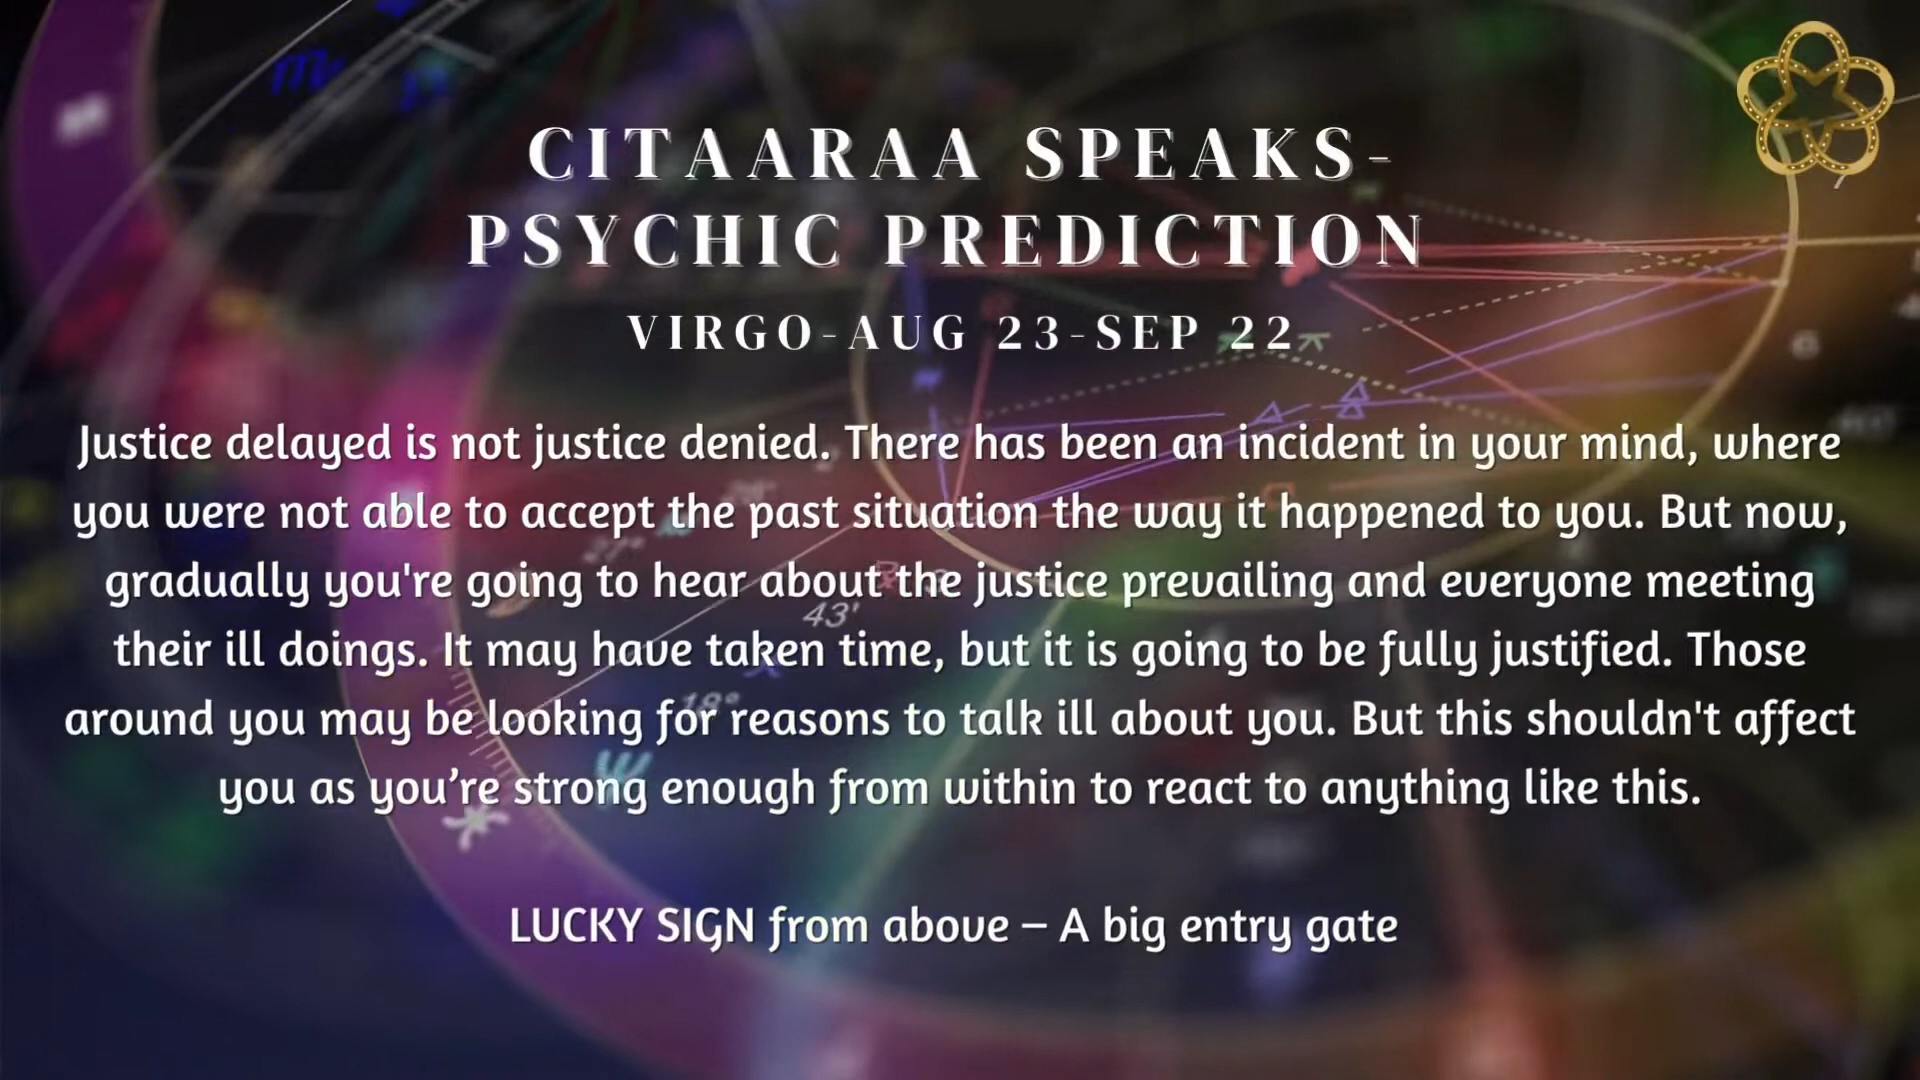 CITAARAA SPEAKS-
PSYCHIC PREDICTION
VIRGO-AUG 23-SEP 22
Justice delayed is not justice denied. There has been an incident in your mind, where
you were not able to accept the past situation the way it happened to you. But now,
gradually you're going to hear about the justice prevailing and everyone meeting
their ill doings. It may have taken time, but it is going to be fully justified. Those
around you may be looking for reasons to talk ill about you. But this shouldn't affect
you as you’re strong enough from within to react to anything like this.
LUCKY SIGN from above – A big entry gate
43'
18°